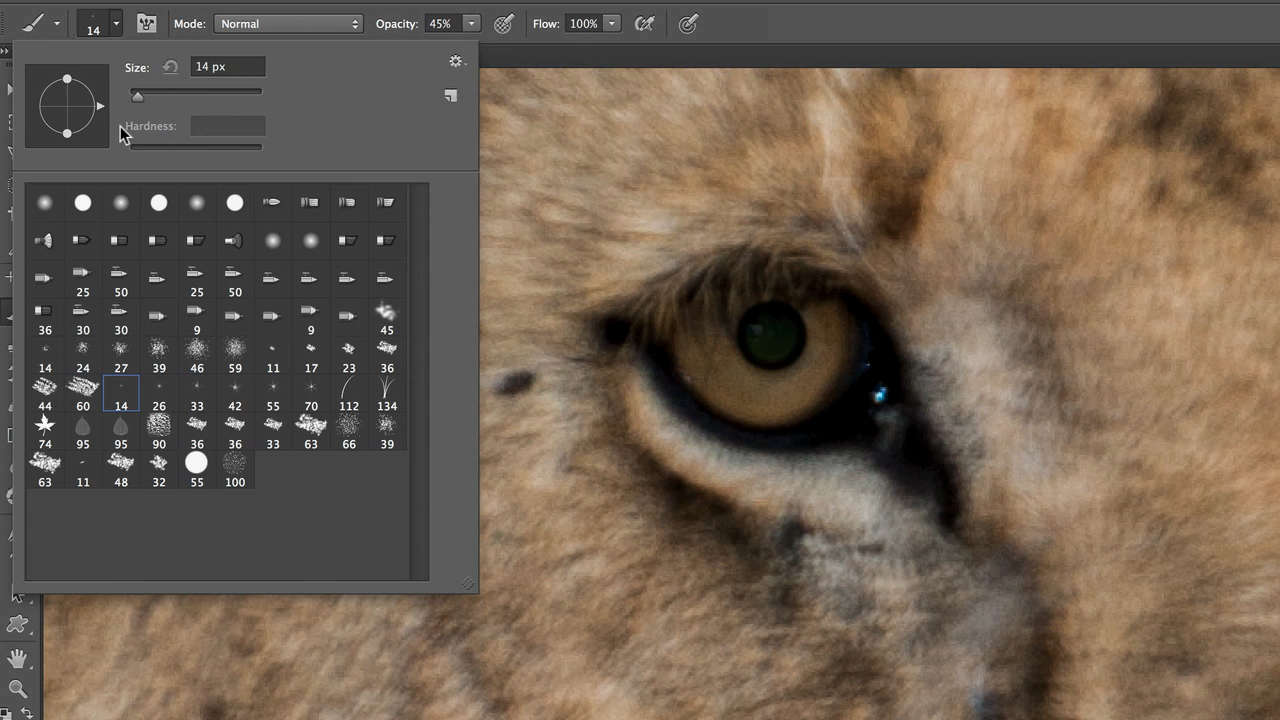 14 Mode: Normal Opacity: 45% Flow: 100%
Size: 14 px
Hardness:
25 50 25 50
36 30 30 9 9 45
14 24 27 39 46 59 11 17 23 36
44 60 14 26 33 42 55 70 112 134
74 95 95 90 36 36 33 63 66 39
63 11 48 32 55 100